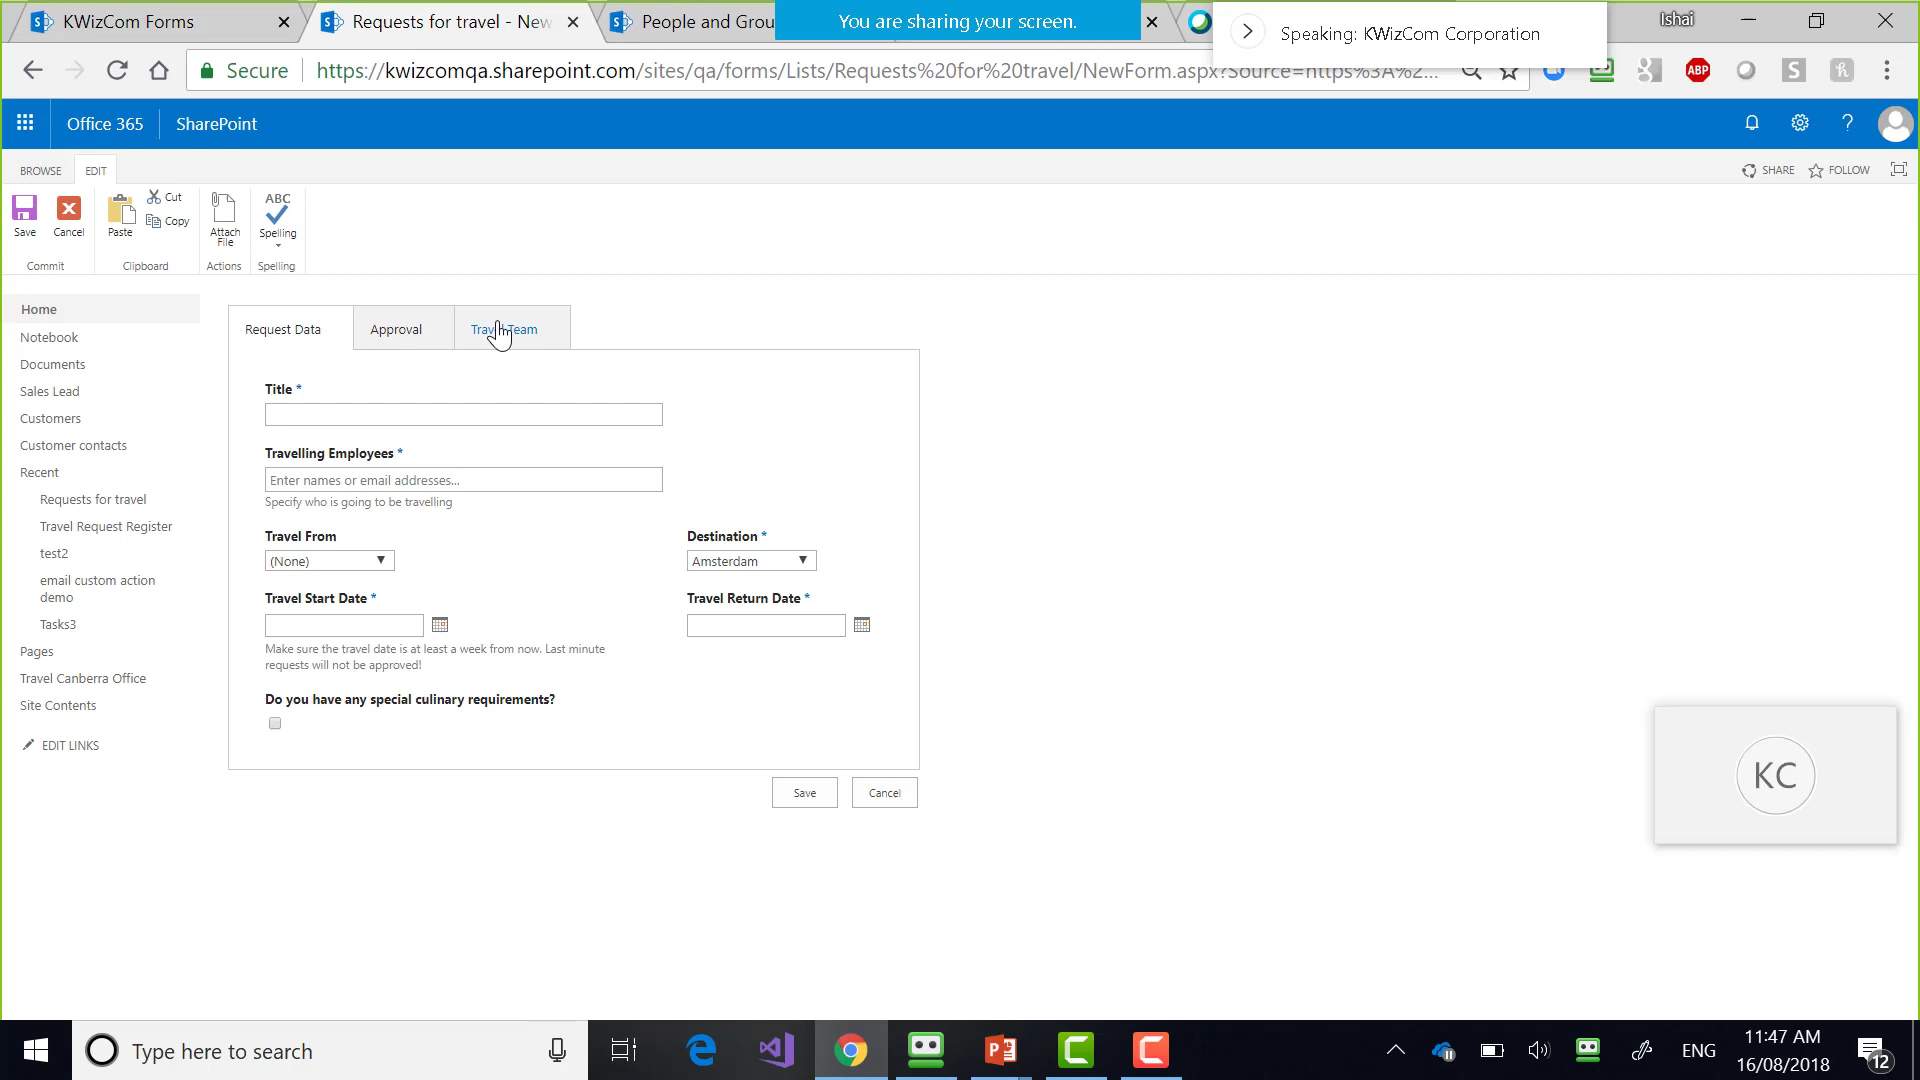 KWizCom Forms
Requests for travel - New
People and Grou
You are sharing your screen.
Speaking: KWizCom Corporation
Ishai
Secure
https://kwizcomqa.sharepoint.com/sites/qa/forms/Lists/Requests%20for%20travel/NewForm.aspx?Source=https%3A%2...
ABP
S
h
Office 365
SharePoint
?
BROWSE
EDIT
SHARE
FOLLOW
Save
Cancel
Paste
Cut
Copy
Attach File
ABC
Spelling
Commit
Clipboard
Actions
Spelling
Home
Notebook
Documents
Sales Lead
Customers
Customer contacts
Recent
Requests for travel
Travel Request Register
test2
email custom action
demo
Tasks3
Pages
Travel Canberra Office
Site Contents
EDIT LINKS
Request Data
Approval
Travel Team
Title *
Travelling Employees *
Enter names or email addresses...
Specify who is going to be travelling
Travel From
(None)
Destination *
Amsterdam
Travel Start Date *
Travel Return Date *
Make sure the travel date is at least a week from now. Last minute
requests will not be approved!
Do you have any special culinary requirements?
Save
Cancel
KC
Type here to search
ENG
11:47 AM
16/08/2018
12